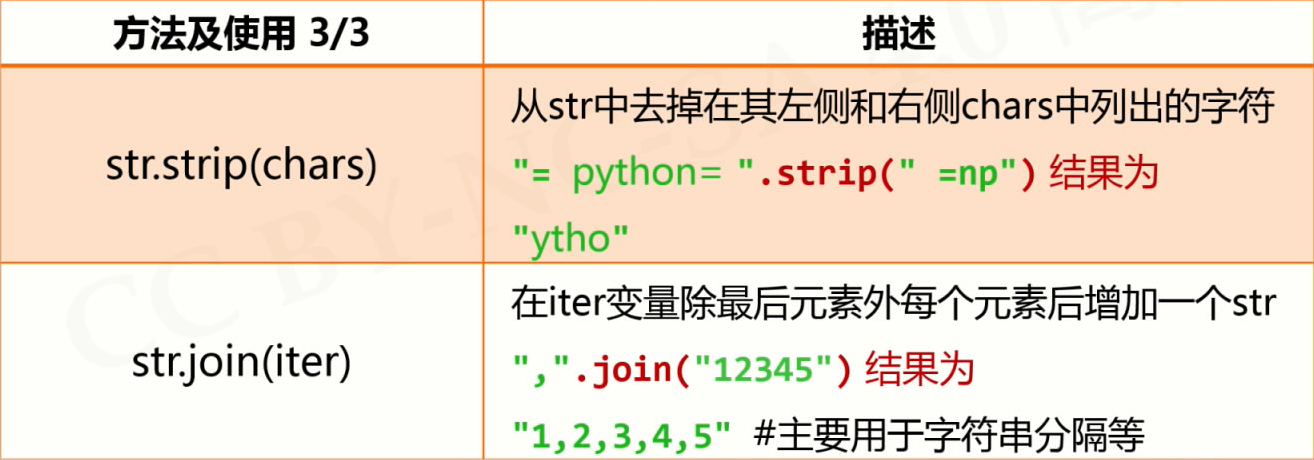 方法及使用 3/3
描述
str.strip(chars)
从str中去掉在其左侧和右侧chars中列出的字符
"= python= ".strip(" =np") 结果为
"ytho"
str.join(iter)
在iter变量除最后元素外每个元素后增加一个str
",".join("12345") 结果为
"1,2,3,4,5" #主要用于字符串分隔等
CC BY-NC-SA 4.0